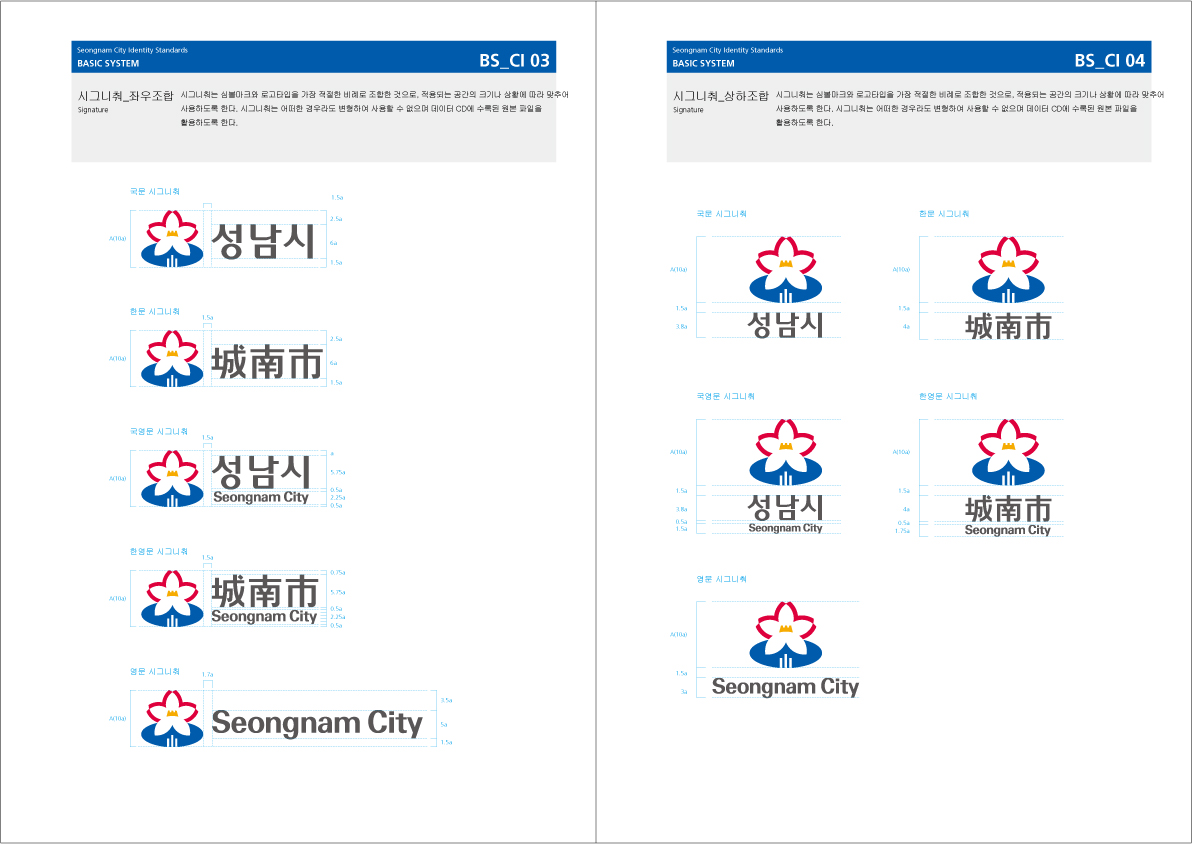 Seongnam City Identity Standards
BASIC SYSTEM
BS_CI 03
시그니춰_좌우조합
Signature
시그니춰는 심볼마크와 로고타입을 가장 적절한 비례로 조합한 것으로, 적용되는 공간의 크기나 상황에 따라 맞추어
사용하도록 한다. 시그니춰는 어떠한 경우라도 변형하여 사용할 수 없으며 데이터 CD에 수록된 원본 파일을
활용하도록 한다.
국문 시그니춰
1.5a
A(10a)
성남시
2.5a
6a
1.5a
한문 시그니춰
1.5a
A(10a)
城南市
2.5a
6a
1.5a
국영문 시그니춰
1.5a
A(10a)
성남시
Seongnam City
a
5.75a
0.5a
2.25a
0.5a
한영문 시그니춰
1.5a
A(10a)
城南市
Seongnam City
0.75a
5.75a
0.5a
2.25a
0.5a
영문 시그니춰
1.7a
A(10a)
Seongnam City
3.5a
5a
1.5a
Seongnam City Identity Standards
BASIC SYSTEM
BS_CI 04
시그니춰_상하조합
Signature
시그니춰는 심볼마크와 로고타입을 가장 적절한 비례로 조합한 것으로, 적용되는 공간의 크기나 상황에 따라 맞추어
사용하도록 한다. 시그니춰는 어떠한 경우라도 변형하여 사용할 수 없으며 데이터 CD에 수록된 원본 파일을
활용하도록 한다.
국문 시그니춰
A(10a)
1.5a
3.8a
성남시
한문 시그니춰
A(10a)
1.5a
4a
城南市
국영문 시그니춰
A(10a)
1.5a
3.8a
0.5a
1.5a
성남시
Seongnam City
한영문 시그니춰
A(10a)
1.5a
4a
0.5a
1.75a
城南市
Seongnam City
영문 시그니춰
A(10a)
1.5a
3a
Seongnam City